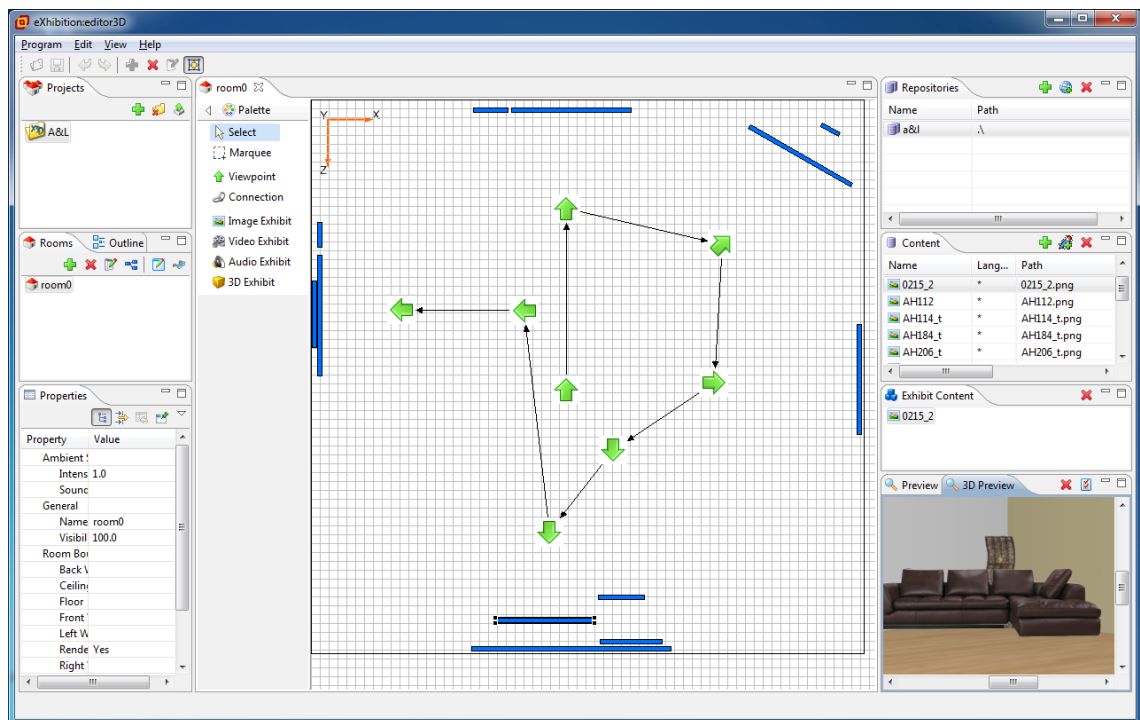 eXhibition:editor3D
Program Edit View Help
Projects
A&L
Rooms Outline
room0
Properties
Property Value
Ambient
Intens 1.0
Sound
General
Name room0
Visibil 100.0
Room Bou
Back
Ceiling
Floor
Front
Left W
Rende Yes
Right
room0
Palette
Select
Marquee
Viewpoint
Connection
Image Exhibit
Video Exhibit
Audio Exhibit
3D Exhibit
Y X
Z
Repositories
Name Path
a&l .\
Content
Name Lang... Path
0215_2 * 0215_2.png
AH112 * AH112.png
AH114_t * AH114_t.png
AH184_t * AH184_t.png
AH206_t * AH206_t.png
Exhibit Content
0215_2
Preview 3D Preview